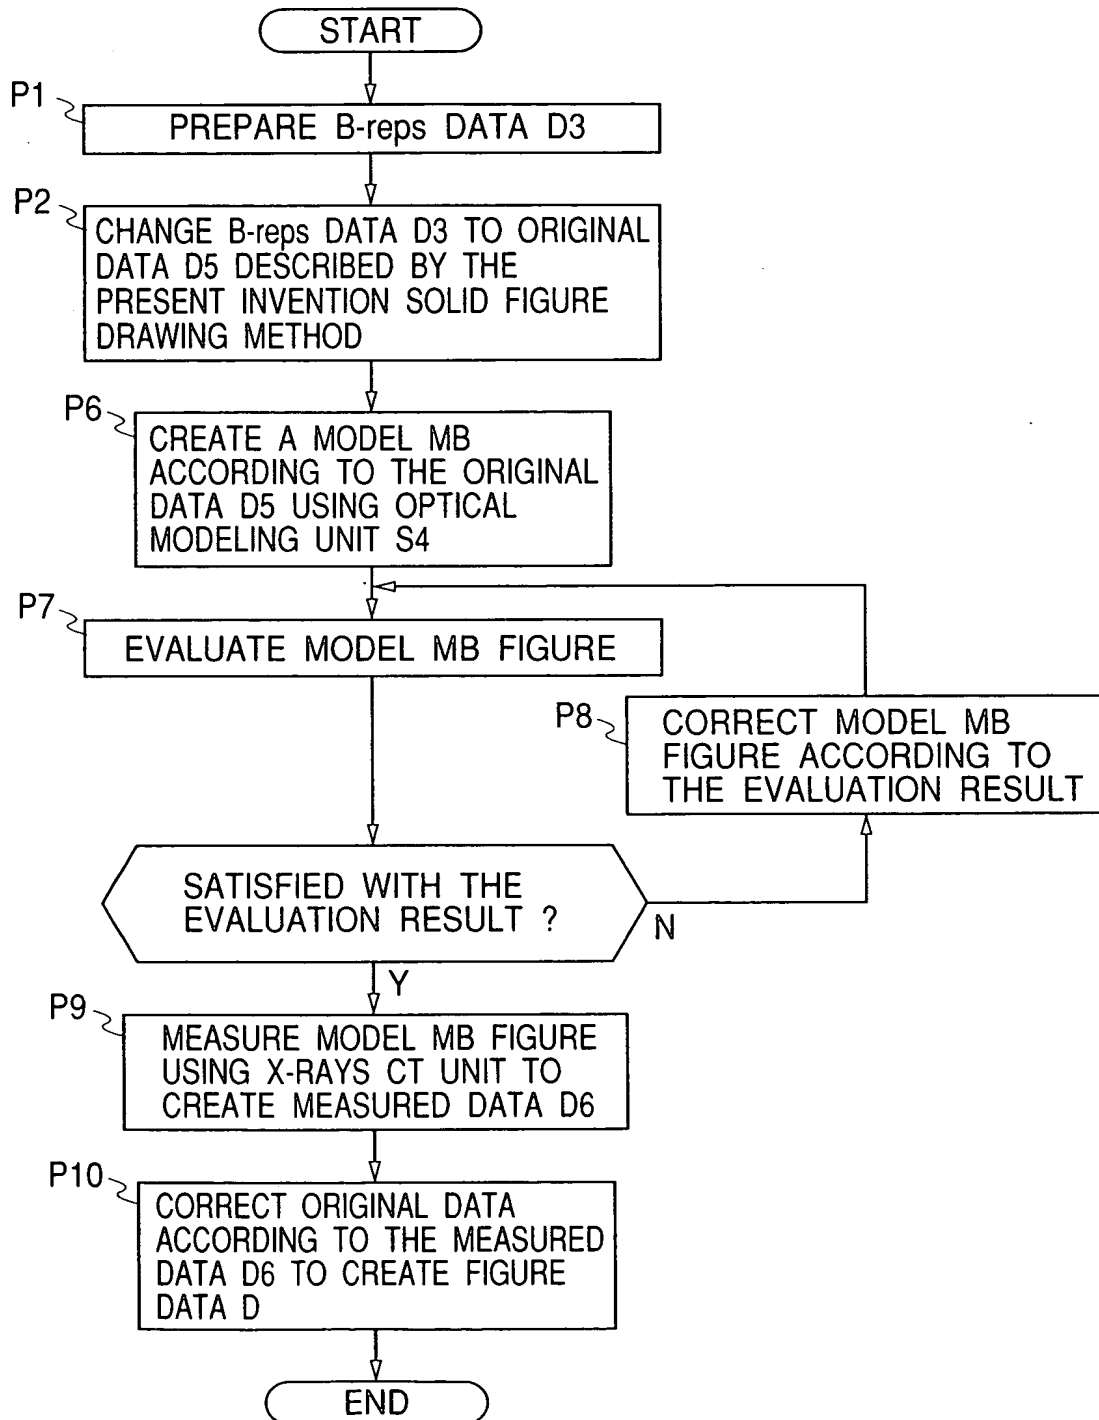 START
P1
PREPARE B-reps DATA D3
P2
CHANGE B-reps DATA D3 TO ORIGINAL
DATA D5 DESCRIBED BY THE
PRESENT INVENTION SOLID FIGURE
DRAWING METHOD
P6
CREATE A MODEL MB
ACCORDING TO THE ORIGINAL
DATA D5 USING OPTICAL
MODELING UNIT S4
P7
EVALUATE MODEL MB FIGURE
P8
CORRECT MODEL MB
FIGURE ACCORDING TO
THE EVALUATION RESULT
SATISFIED WITH THE
EVALUATION RESULT ?
N
Y
P9
MEASURE MODEL MB FIGURE
USING X-RAYS CT UNIT TO
CREATE MEASURED DATA D6
P10
CORRECT ORIGINAL DATA
ACCORDING TO THE MEASURED
DATA D6 TO CREATE FIGURE
DATA D
END